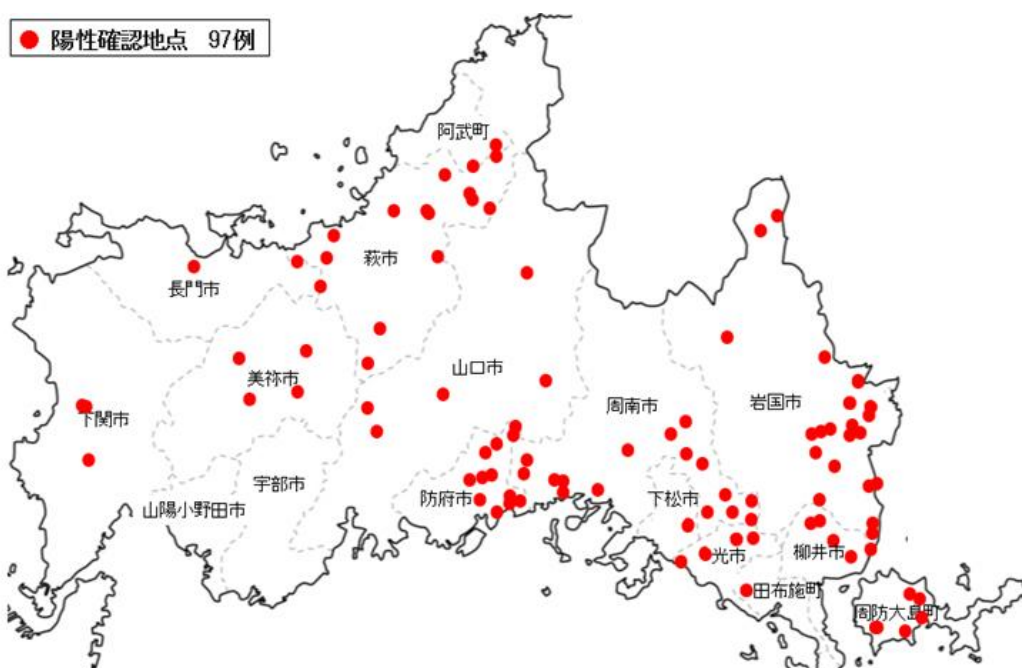 陽性確認地点 97例
阿武町
萩市
長門市
美祢市
山口市
下関市
周南市
岩国市
宇部市
防府市
下松市
山陽小野田市
光市
柳井市
田布施町
周防大島町